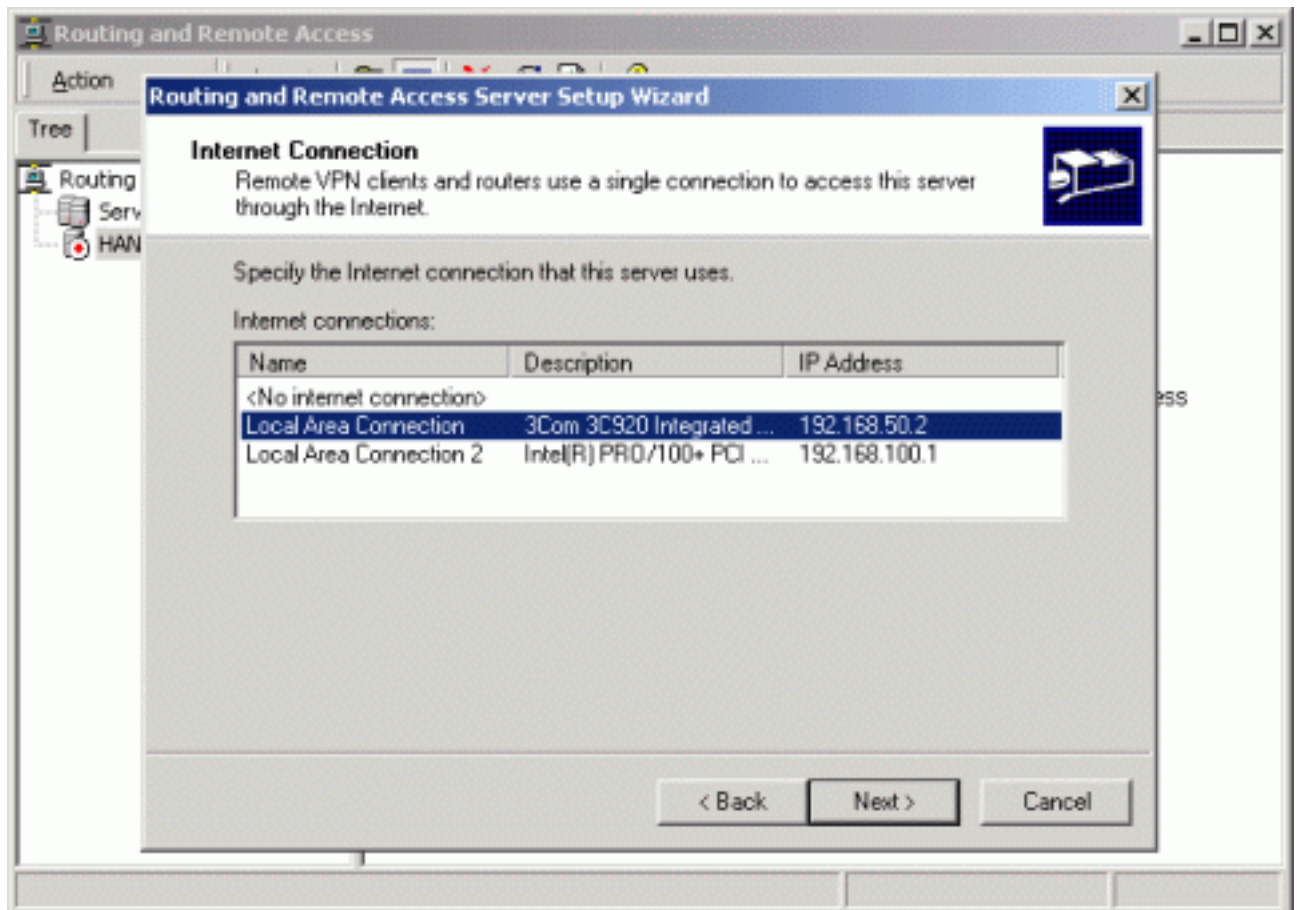 Routing and Remote Access
Action
Routing and Remote Access Server Setup Wizard
Tree
Internet Connection
Remote VPN clients and routers use a single connection to access this server
through the Internet.
Routing
Serv
HAN
Specify the Internet connection that this server uses.
Internet connections:
Name Description IP Address
<No internet connection>
ess
Local Area Connection 3Com 3C920 Integrated ... 192.168.50.2
Local Area Connection 2 Intel(R) PRO/100+ PCI ... 192.168.100.1
< Back Next > Cancel